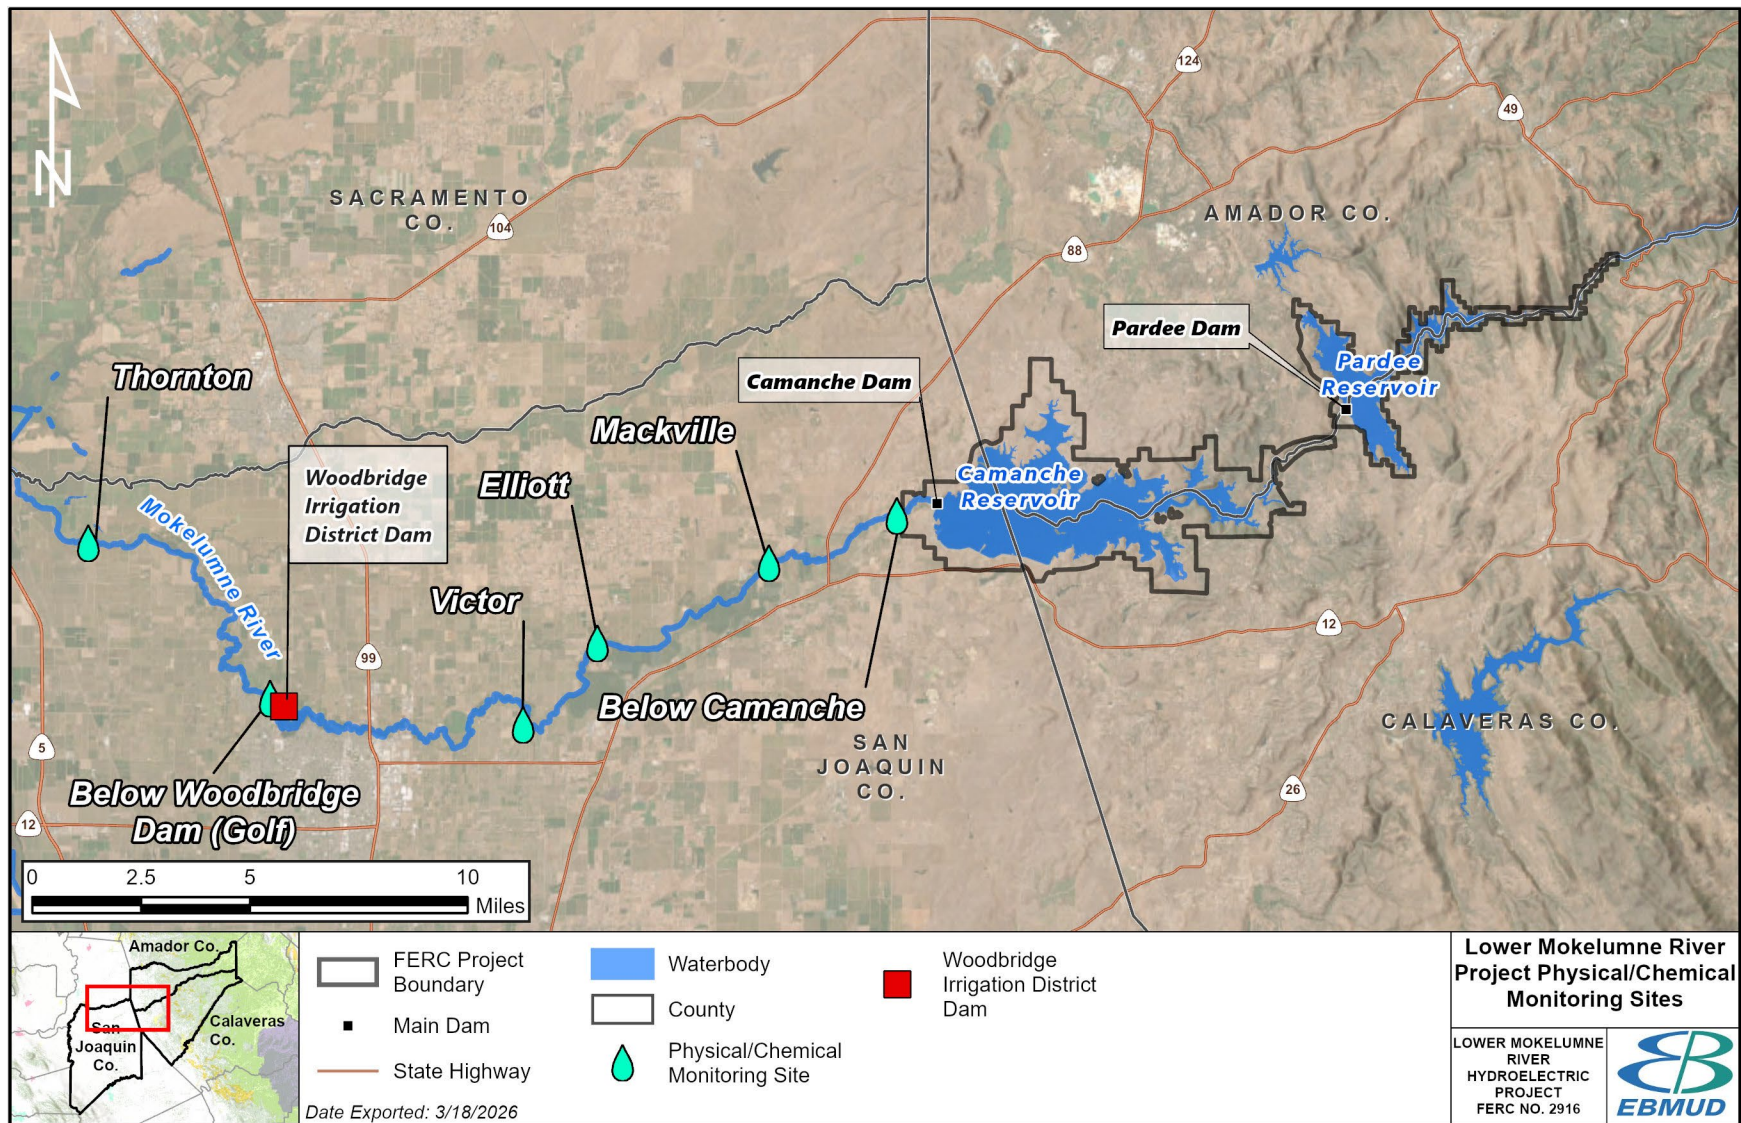 N
SACRAMENTO
CO.
104
124
49
AMADOR CO.
88
Pardee Dam
Pardee
Reservoir
Thornton
Camanche Dam
Mackville
Woodbridge
Irrigation
District Dam
Elliott
Camanche
Reservoir
Mokelumne River
Victor
99
12
Below Camanche
5
SAN
JOAQUIN
CO.
CALAVERAS CO.
26
Below Woodbridge
Dam (Golf)
12
0 2.5 5 10
Miles
Amador Co.
San
Joaquin
Co.
Calaveras
Co.
FERC Project
Boundary
Main Dam
State Highway
Date Exported: 3/18/2026
Waterbody
County
Physical/Chemical
Monitoring Site
Woodbridge
Irrigation District
Dam
Lower Mokelumne River
Project Physical/Chemical
Monitoring Sites
LOWER MOKELUMNE
RIVER
HYDROELECTRIC
PROJECT
FERC NO. 2916
EBMUD